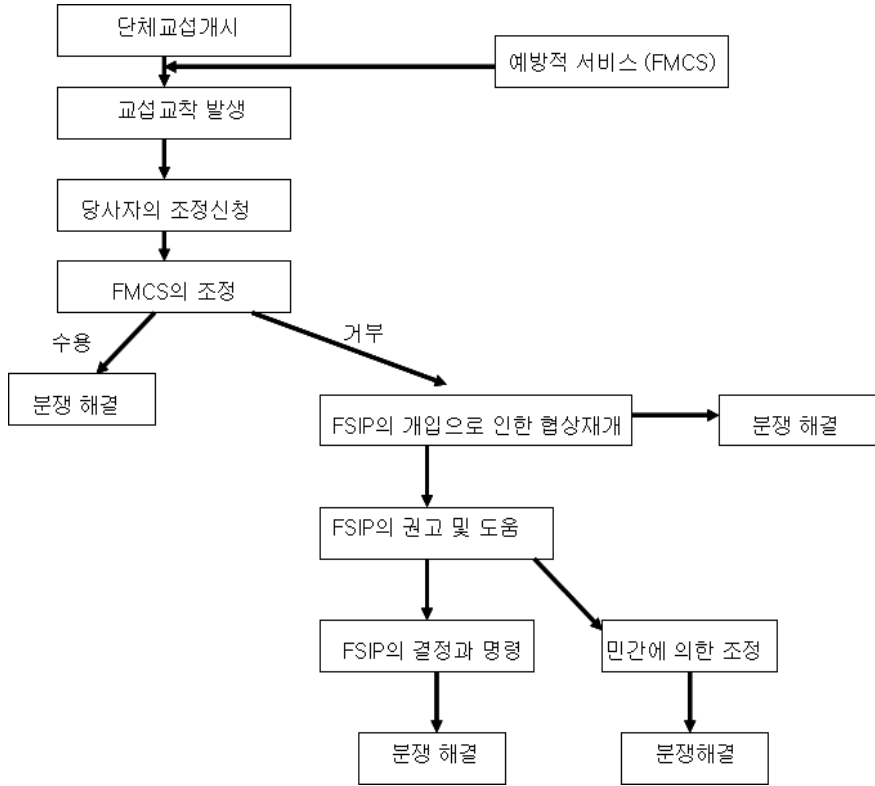 단체교섭개시
예방적 서비스 (FMCS)
교섭교착 발생
당사자의 조정신청
FMCS의 조정
수용
거부
분쟁 해결
FSIP의 개입으로 인한 협상재개
분쟁 해결
FSIP의 권고 및 도움
FSIP의 결정과 명령
민간에 의한 조정
분쟁 해결
분쟁해결